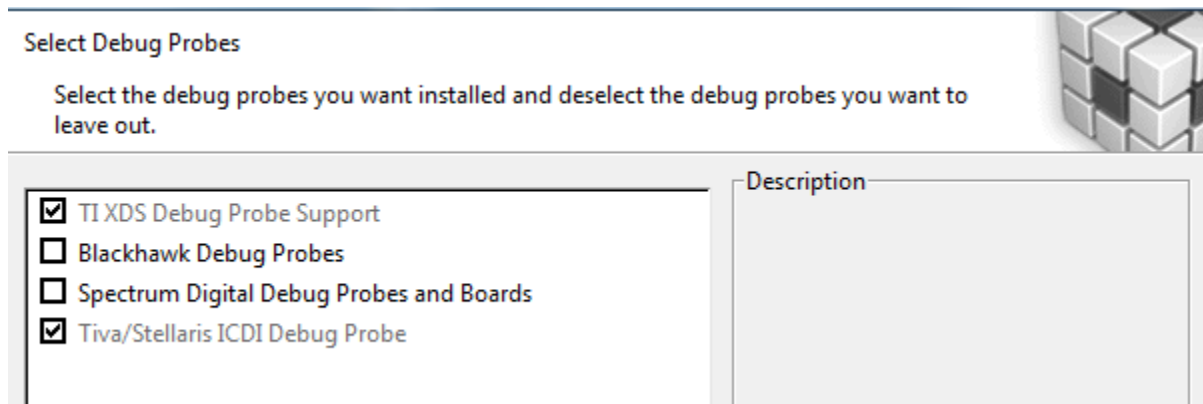 Select Debug Probes
Select the debug probes you want installed and deselect the debug probes you want to
leave out.
Description
TI XDS Debug Probe Support
Blackhawk Debug Probes
Spectrum Digital Debug Probes and Boards
Tiva/Stellaris ICDI Debug Probe